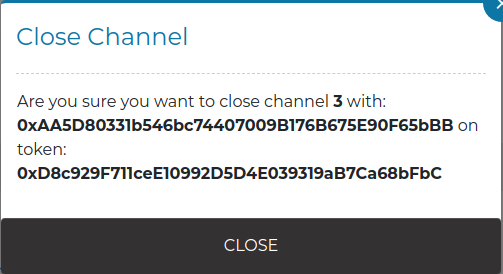 Close Channel
Are you sure you want to close channel 3 with:
0xAA5D80331b546bc74407009B176B675E90F65bBB on
token:
0xD8c929F711ceE10992D5D4E039319aB7Ca68bFbC
CLOSE